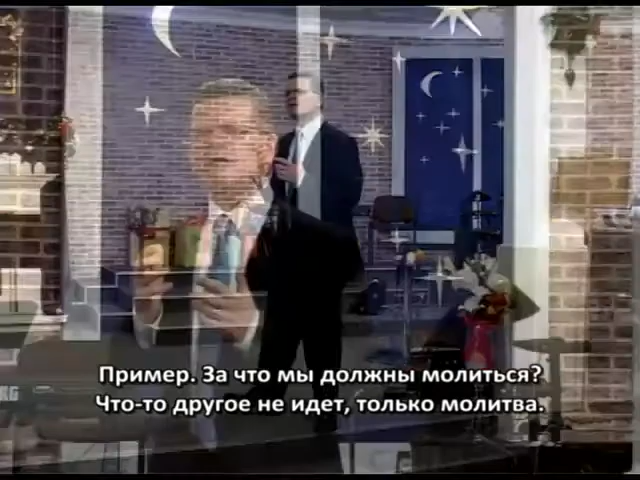 Пример. За что мы должны молиться?
Что-то другое не идет, только молитва.